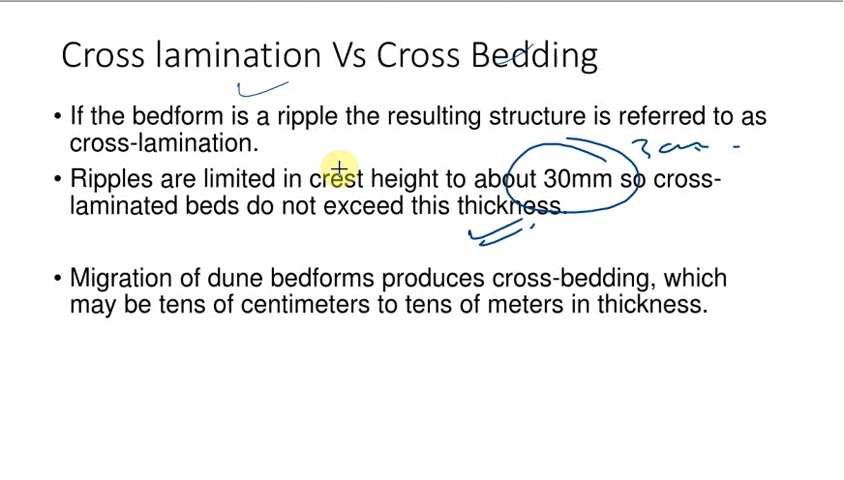 Cross lamination Vs Cross Bedding
• If the bedform is a ripple the resulting structure is referred to as
cross-lamination.
3 cm
• Ripples are limited in crest height to about 30mm so cross-
laminated beds do not exceed this thickness.
• Migration of dune bedforms produces cross-bedding, which
may be tens of centimeters to tens of meters in thickness.